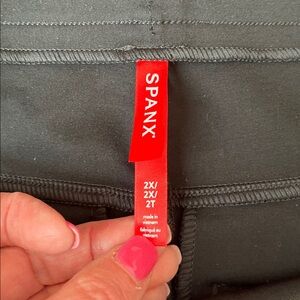 SPANX
2X/
2X/
2T
made in
vietnam
fabriqué au
vietnam